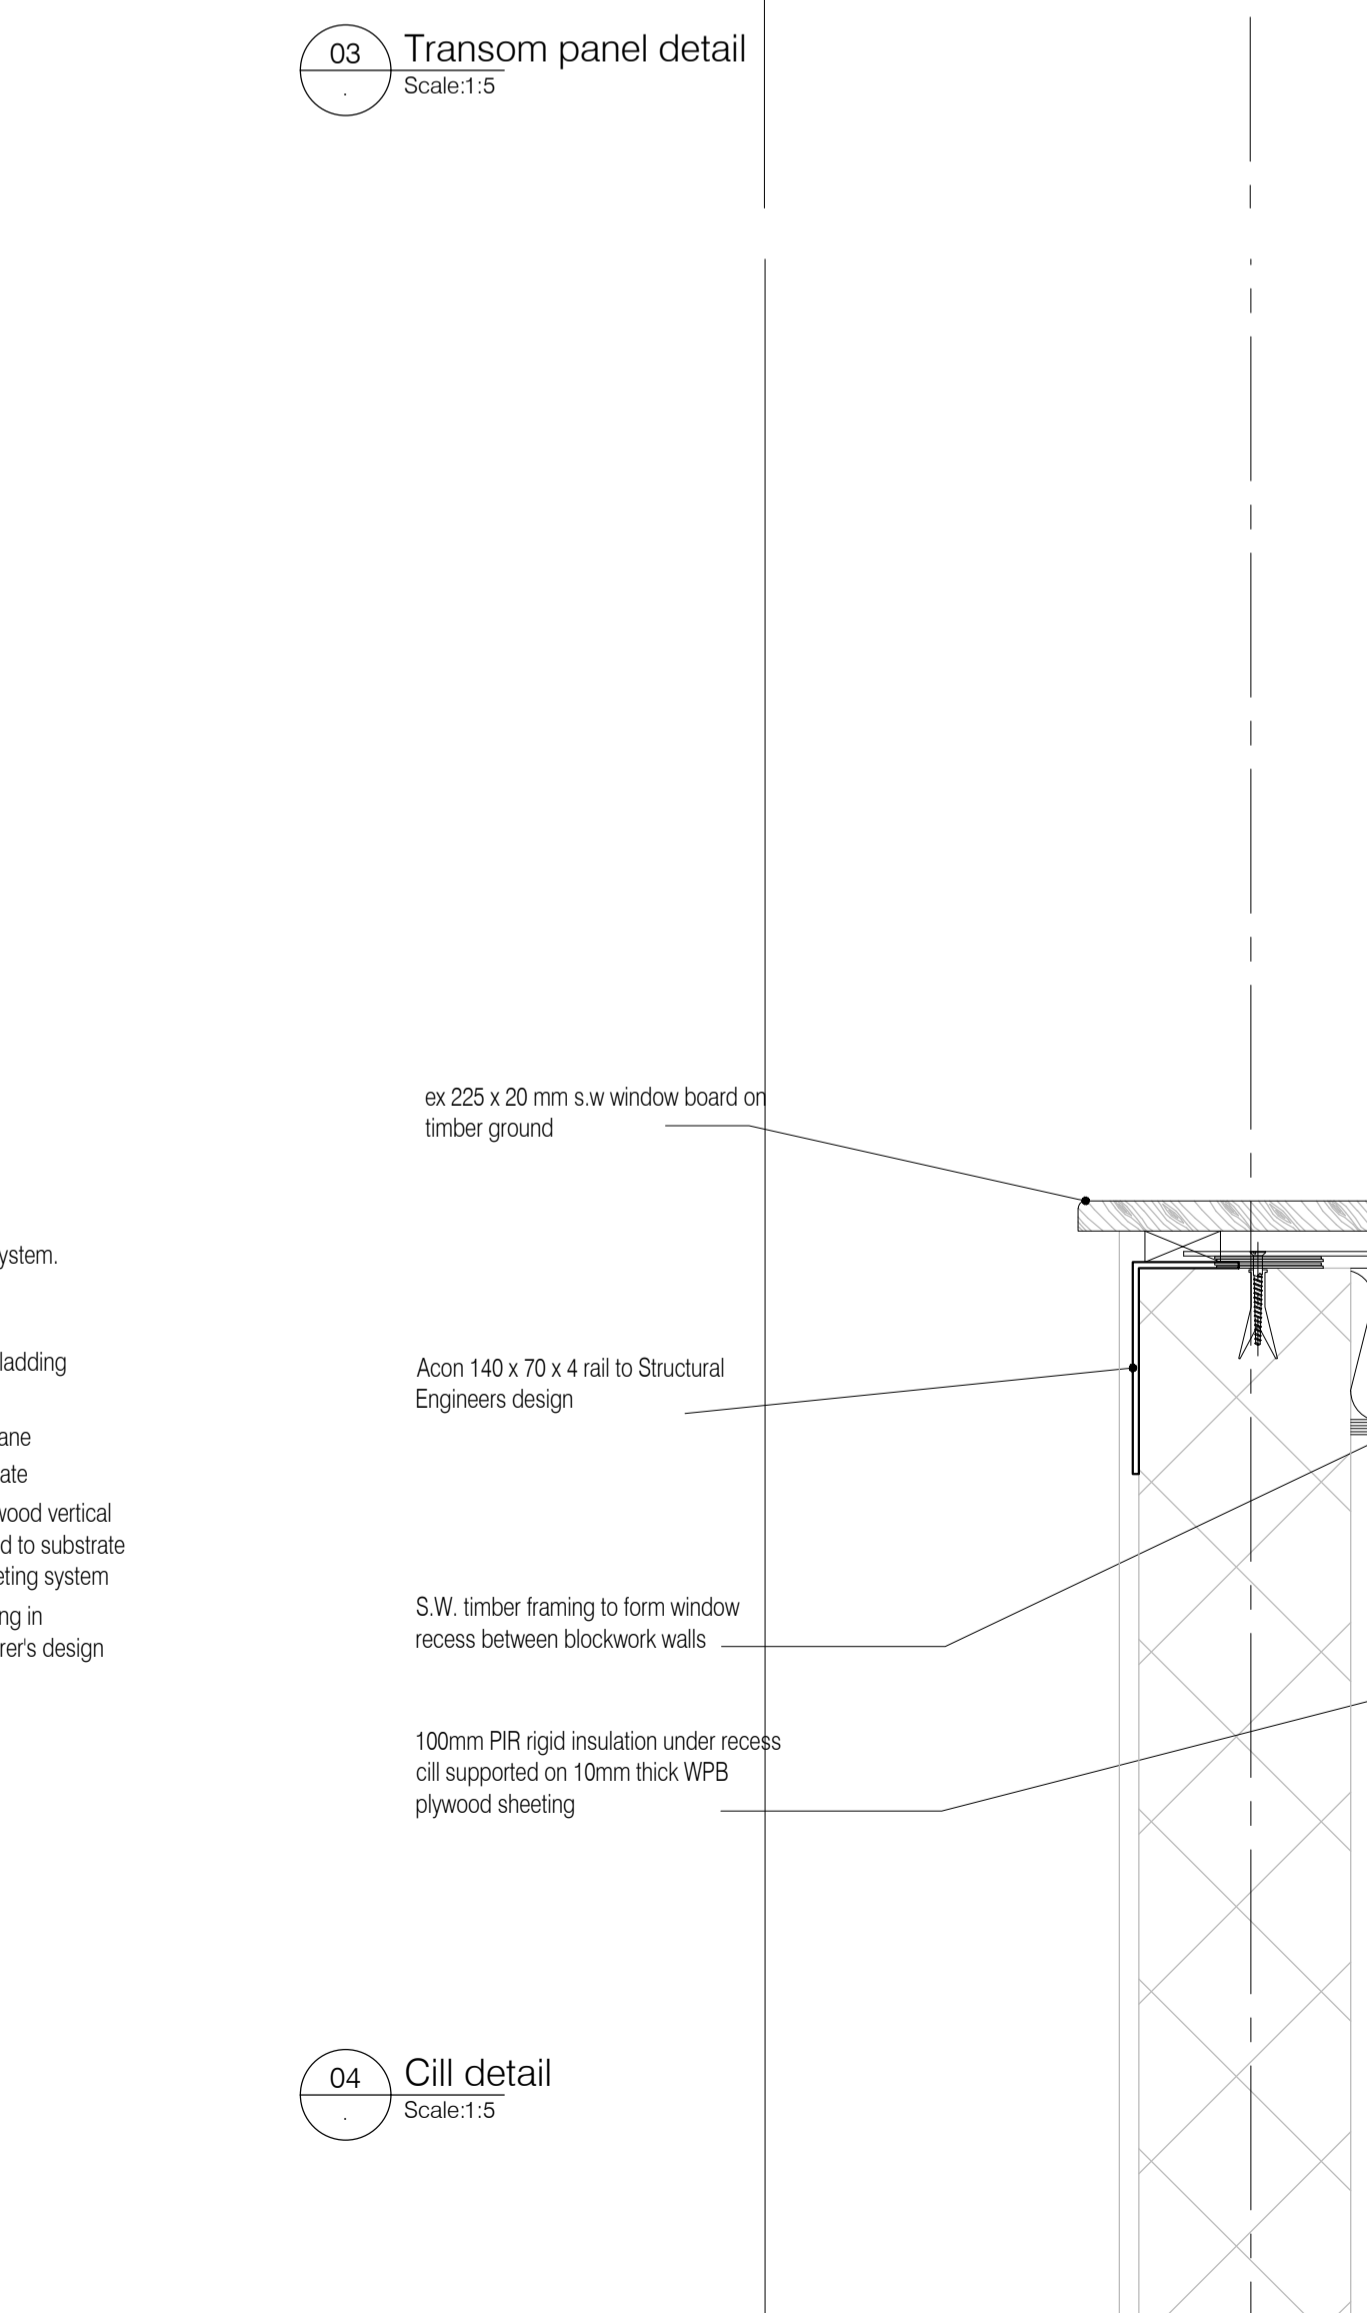 03
Transom panel detail
Scale:1:5
ex 225 x 20 mm s.w window board on
timber ground
ystem.
ladding
Acon 140 x 70 x 4 rail to Structural
Engineers design
ane
ate
wood vertical
d to substrate
eting system
ng in
rer's design
S.W. timber framing to form window
recess between blockwork walls
100mm PIR rigid insulation under recess
cill supported on 10mm thick WPB
plywood sheeting
04
Cill detail
Scale:1:5